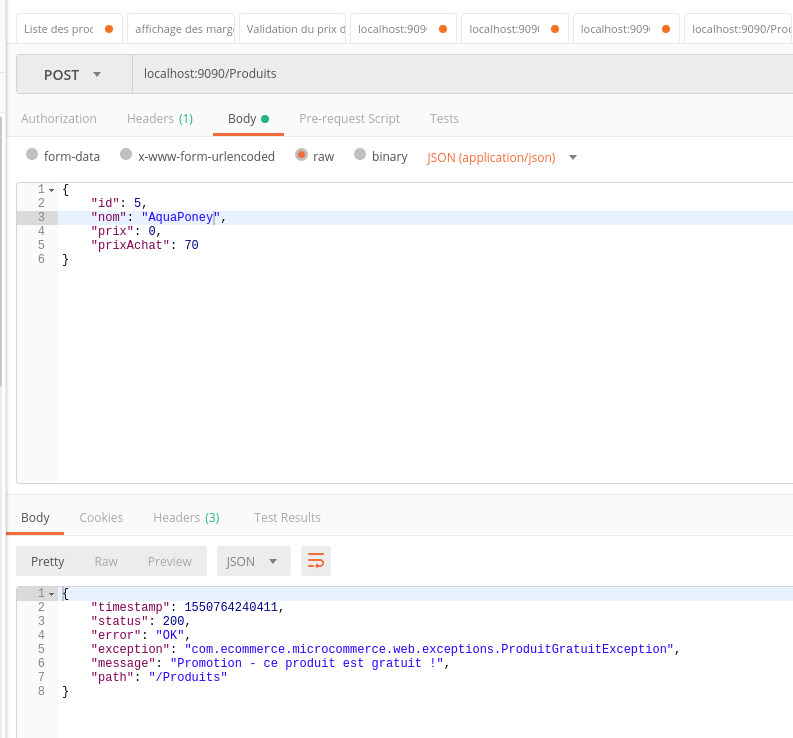 Liste des proc affichage des marg Validation du prix d localhost:909 localhost:909 localhost:909 localhost:9090/Proc
POST localhost:9090/Produits
Authorization Headers (1) Body Pre-request Script Tests
form-data x-www-form-urlencoded raw binary JSON (application/json)
1 {
2 "id": 5,
3 "nom": "AquaPoney",
4 "prix": 0,
5 "prixAchat": 70
6 }
Body Cookies Headers (3) Test Results
Pretty Raw Preview JSON
1 {
2 "timestamp": 1550764240411,
3 "status": 200,
4 "error": "OK",
5 "exception": "com.ecommerce.microcommerce.web.exceptions.ProduitGratuitException",
6 "message": "Promotion - ce produit est gratuit !",
7 "path": "/Produits"
8 }